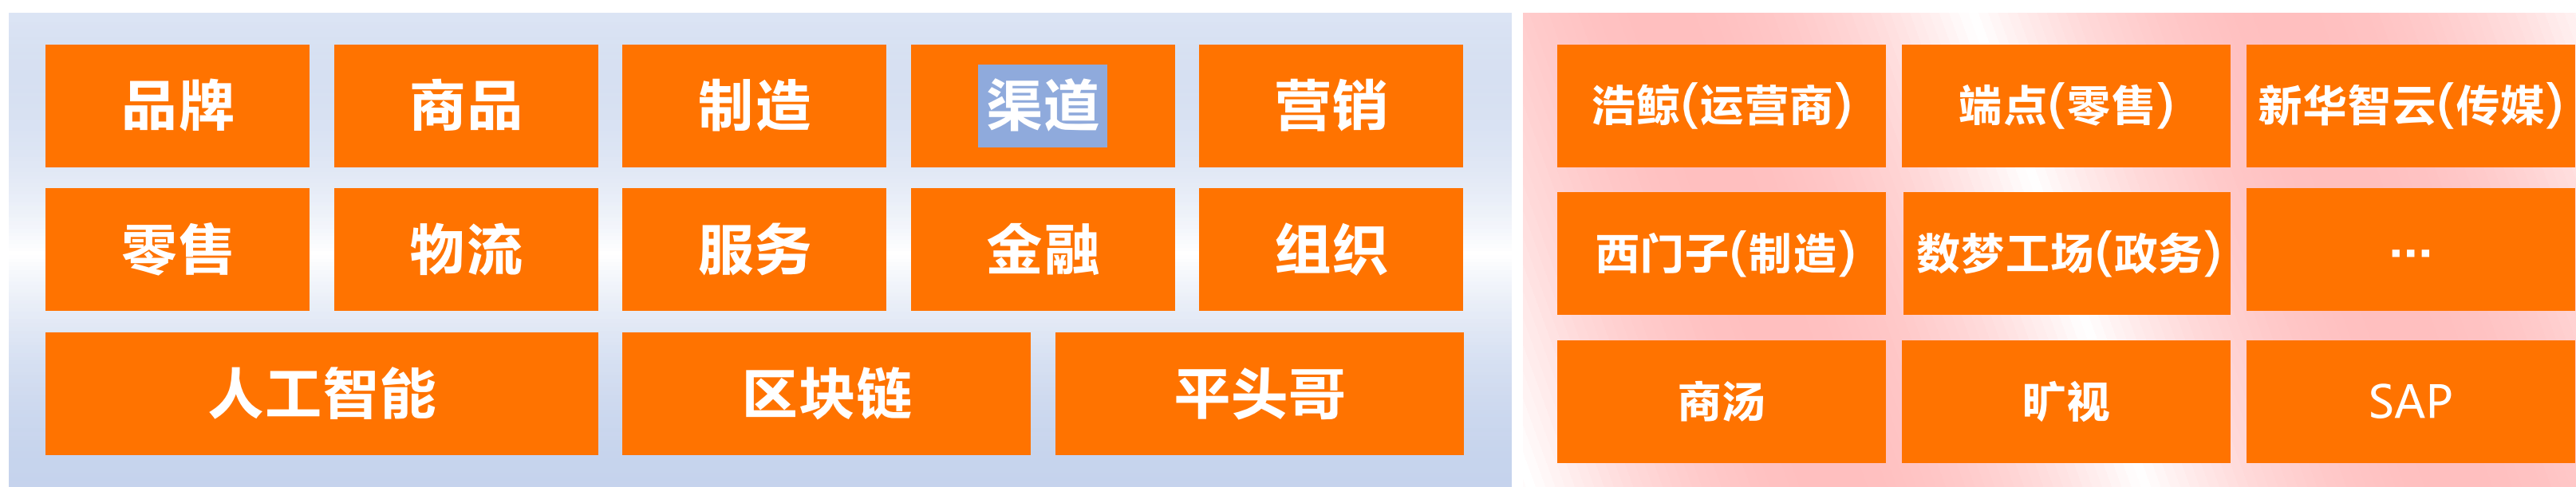 品牌
商品
制造
渠道
营销
零售
物流
服务
金融
组织
人工智能
区块链
平头哥
浩鲸(运营商)
端点(零售)
新华智云(传媒)
西门子(制造)
数梦工场(政务)
···
商汤
旷视
SAP